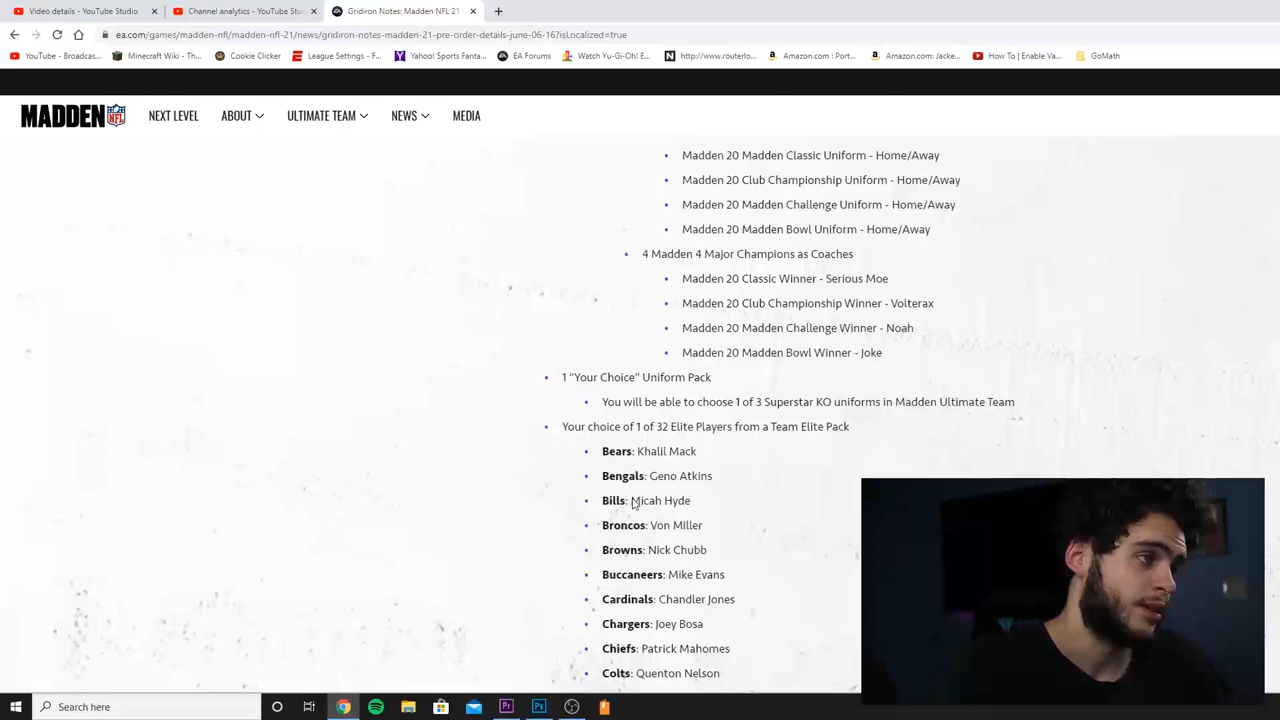 Video details - YouTube Studio
Channel analytics - YouTube Stu
Gridiron Notes: Madden NFL 21
ea.com/games/madden-nfl/madden-nfl-21/news/gridiron-notes-madden-21-pre-order-details-june-06-16?isLocalized=true
YouTube - Broadcas...
Minecraft Wiki - Th...
Cookie Clicker
League Settings - F...
Yahoo! Sports Fanta...
EA Forums
Watch Yu-Gi-Oh! E...
http://www.routerlo...
Amazon.com : Port...
Amazon.com: Jacke...
How To | Enable Va...
GoMath
MADDEN NFL
NEXT LEVEL
ABOUT
ULTIMATE TEAM
NEWS
MEDIA
Madden 20 Madden Classic Uniform - Home/Away
Madden 20 Club Championship Uniform - Home/Away
Madden 20 Madden Challenge Uniform - Home/Away
Madden 20 Madden Bowl Uniform - Home/Away
4 Madden 4 Major Champions as Coaches
Madden 20 Classic Winner - Serious Moe
Madden 20 Club Championship Winner - Volterax
Madden 20 Madden Challenge Winner - Noah
Madden 20 Madden Bowl Winner - Joke
1 “Your Choice” Uniform Pack
You will be able to choose 1 of 3 Superstar KO uniforms in Madden Ultimate Team
Your choice of 1 of 32 Elite Players from a Team Elite Pack
Bears: Khalil Mack
Bengals: Geno Atkins
Bills: Micah Hyde
Broncos: Von Miller
Browns: Nick Chubb
Buccaneers: Mike Evans
Cardinals: Chandler Jones
Chargers: Joey Bosa
Chiefs: Patrick Mahomes
Colts: Quenton Nelson
Search here